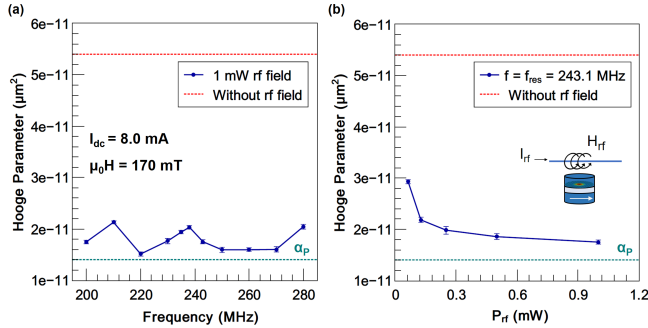 (a)
6e-11
5e-11
4e-11
3e-11
2e-11
1e-11
Hooge Parameter (µm²)
1 mW rf field
Without rf field
I_dc = 8.0 mA
µ₀H = 170 mT
α_P
200 220 240 260 280
Frequency (MHz)
(b)
6e-11
5e-11
4e-11
3e-11
2e-11
1e-11
Hooge Parameter (µm²)
f = f_res = 243.1 MHz
Without rf field
H_rf
I_rf
α_P
0 0.3 0.6 0.9 1.2
P_rf (mW)